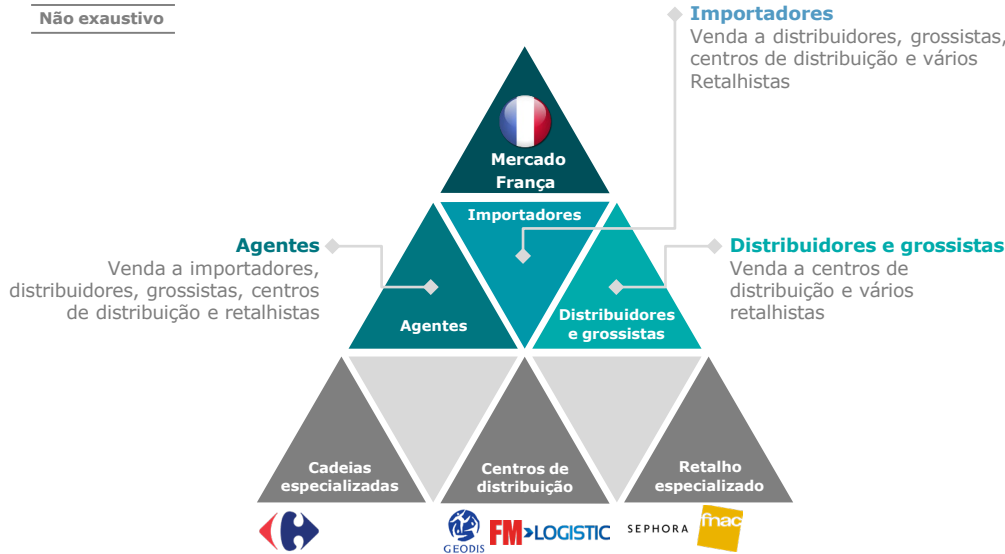 Não exaustivo
Importadores
Venda a distribuidores, grossistas,
centros de distribuição e vários
Retalhistas
Mercado
França
Importadores
Agentes
Venda a importadores,
distribuidores, grossistas, centros
de distribuição e retalhistas
Distribuidores e grossistas
Venda a centros de
distribuição e vários
retalhistas
Agentes
Distribuidores
e grossistas
Cadeias
especializadas
Centros de
distribuição
Retalho
especializado
GEODIS
FM LOGISTIC
SEPHORA
fnac